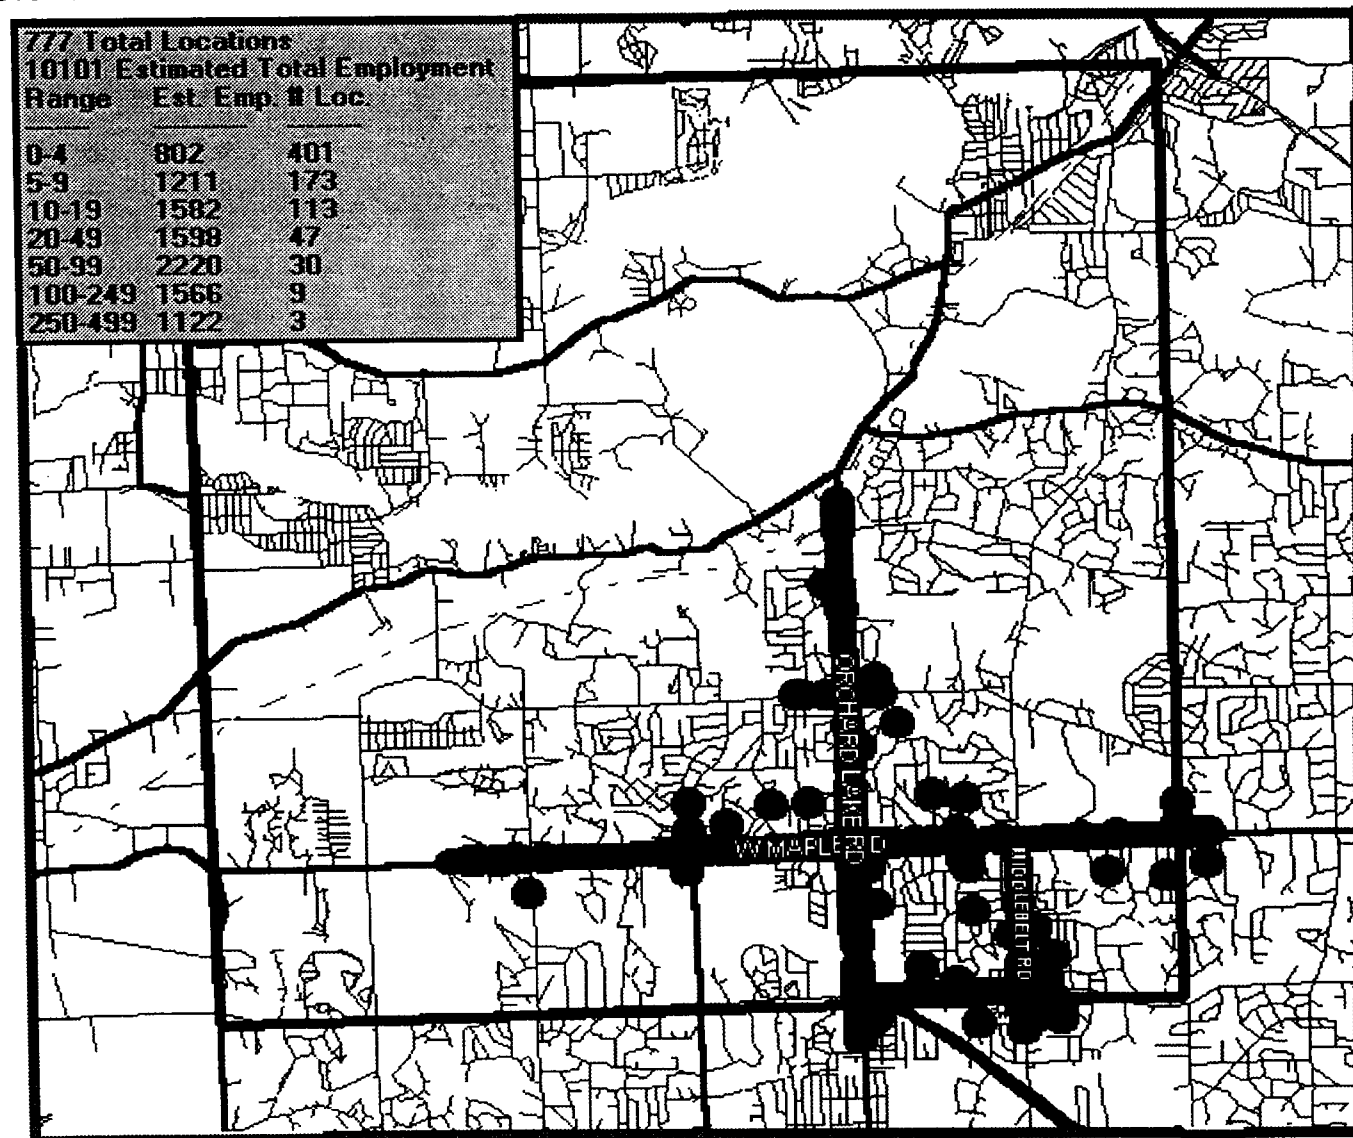 777 Total Locations
10101 Estimated Total Employment
Range Est. Emp. # Loc.
0-4 802 401
5-9 1211 173
10-19 1582 113
20-49 1598 47
50-99 2220 30
100-249 1566 9
250-499 1122 3
ORCHARD LAKE RD
W MAPLE RD
MIDDLEBELT RD